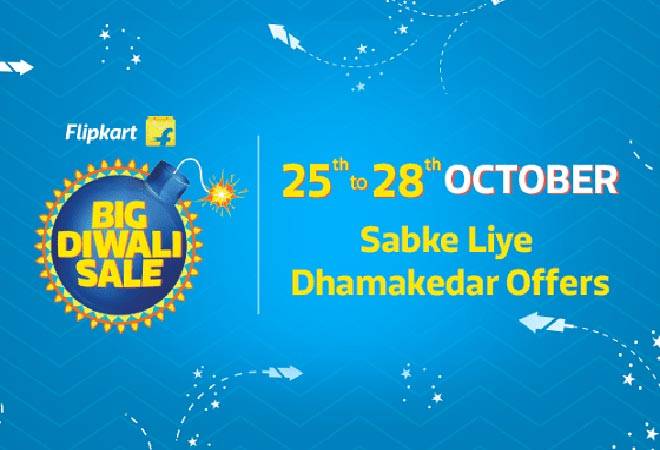 Flipkart
BIG
DIWALI
SALE
25th to 28th OCTOBER
Sabke Liye
Dhamakedar Offers